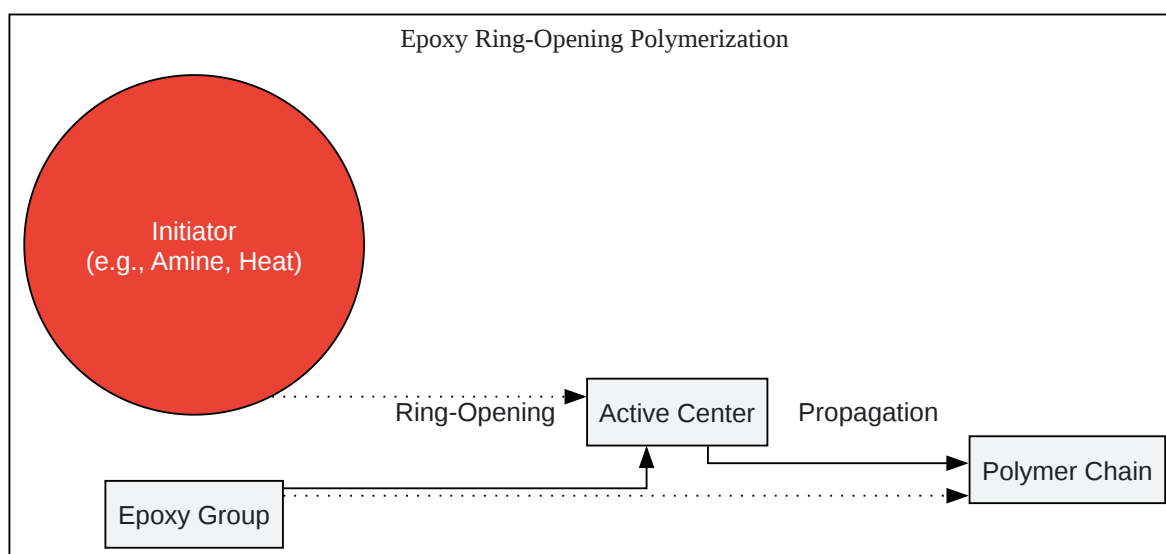 Epoxy Ring-Opening Polymerization
Initiator
(e.g., Amine, Heat)
Ring-Opening
Active Center
Propagation
Polymer Chain
Epoxy Group